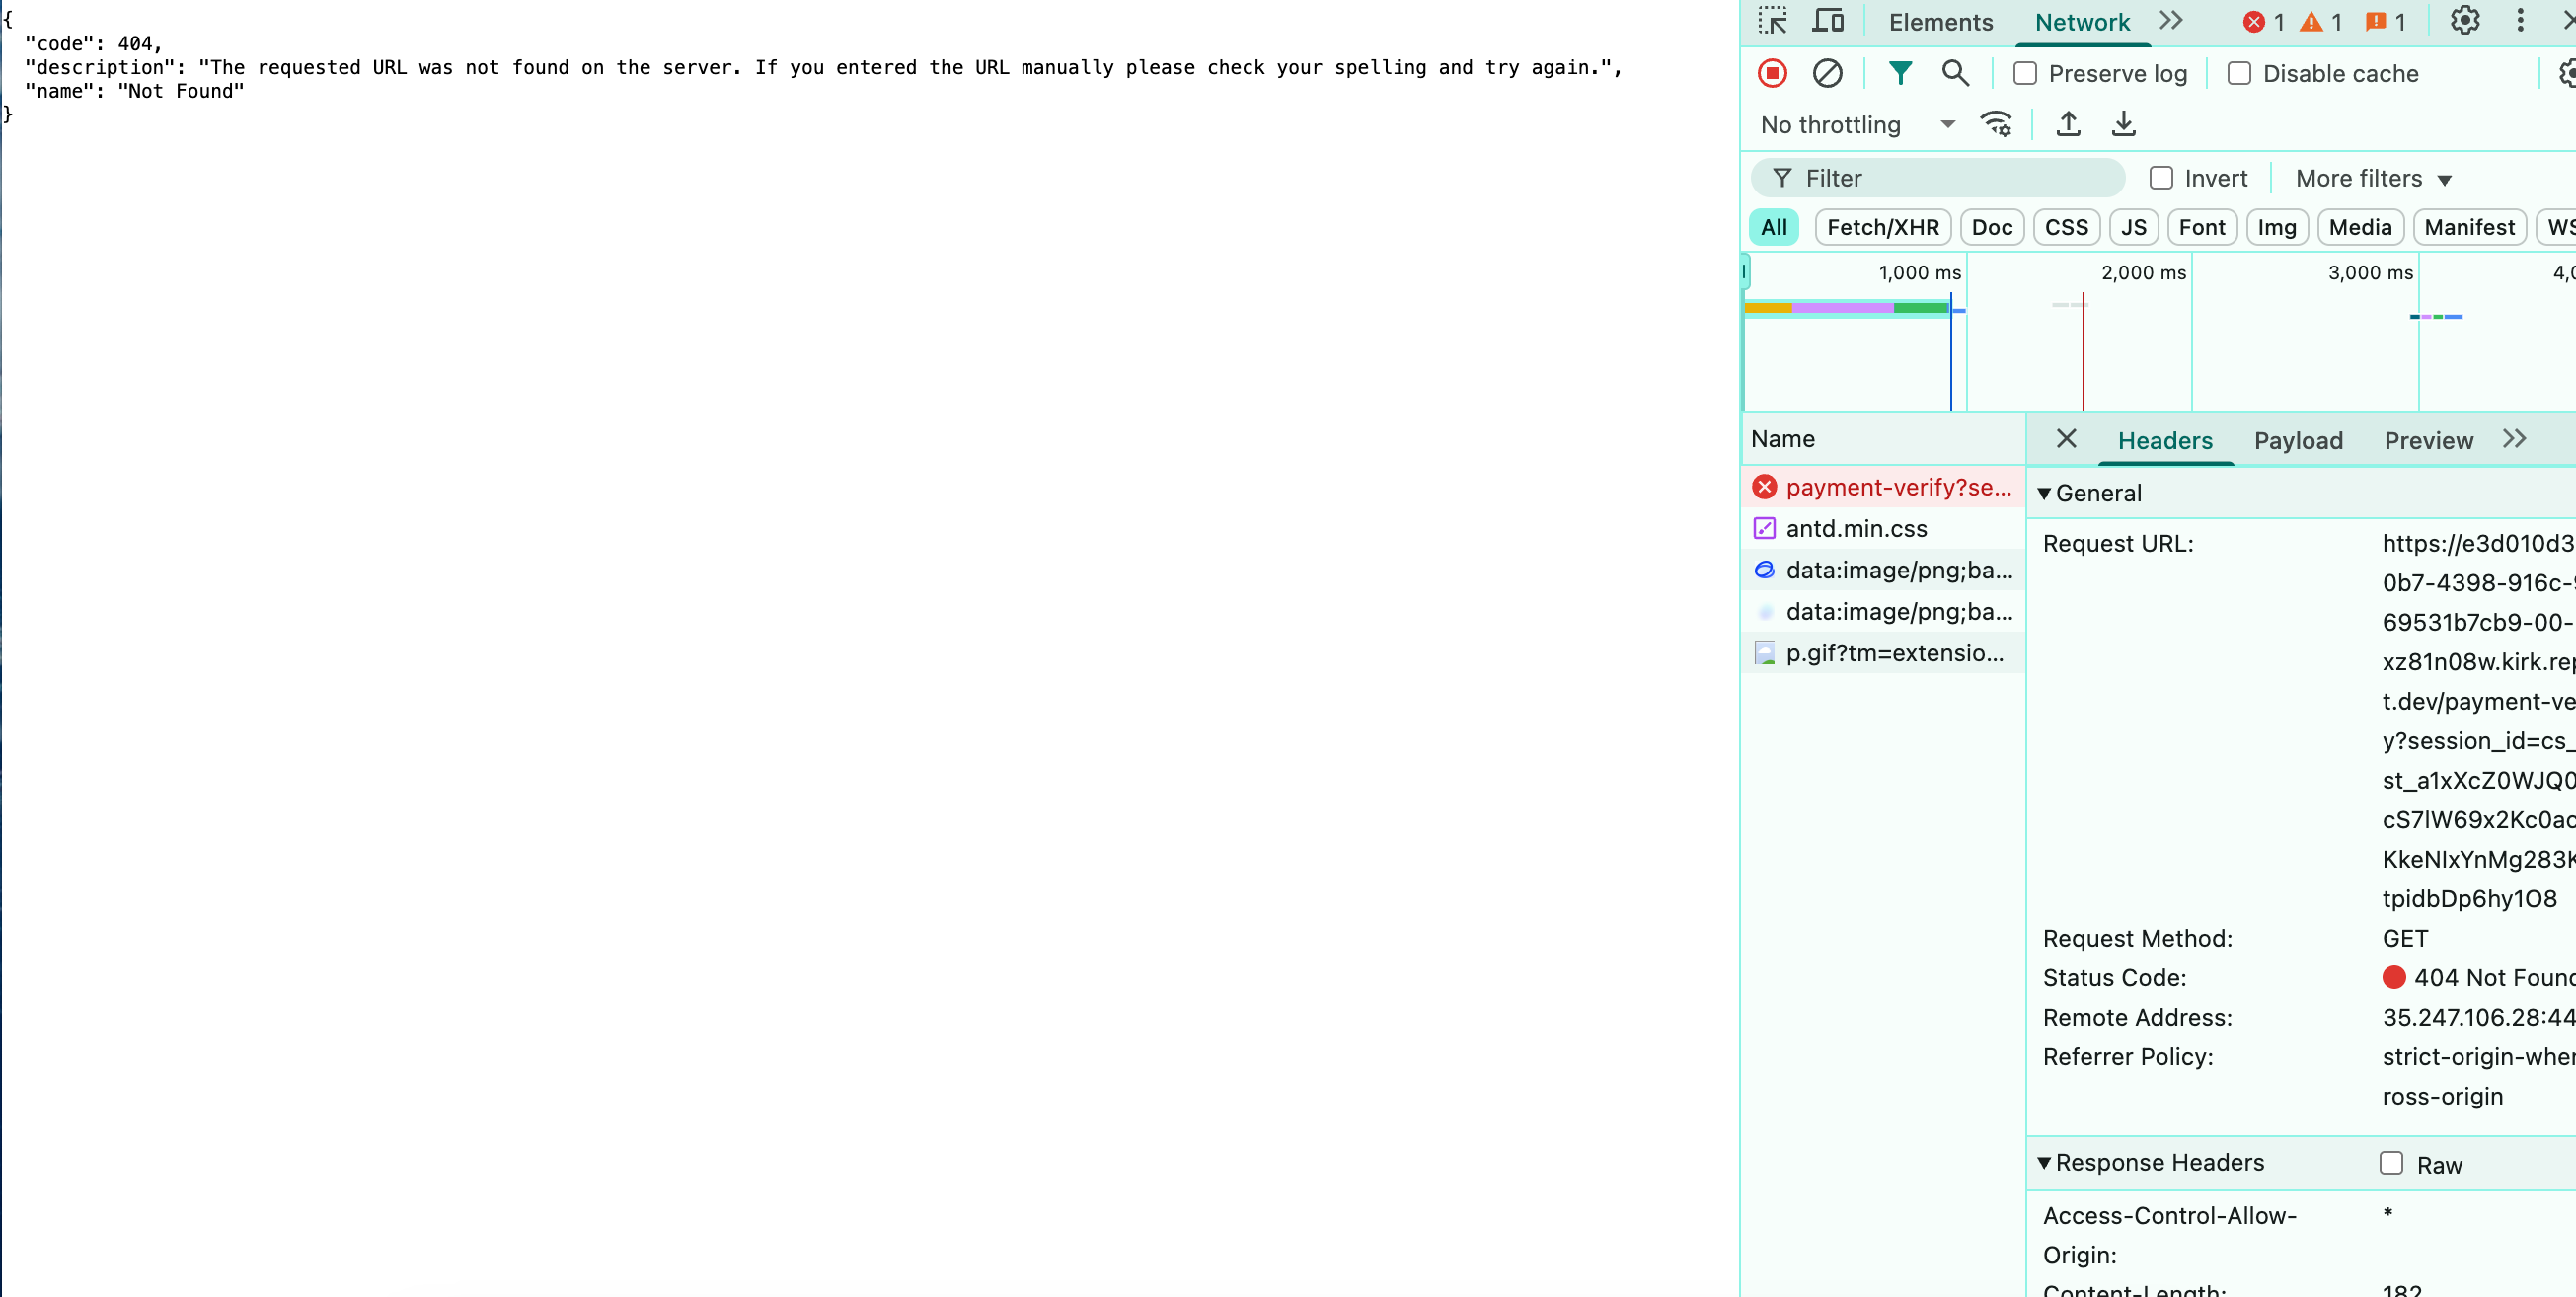 {
"code": 404,
"description": "The requested URL was not found on the server. If you entered the URL manually please check your spelling and try again.",
"name": "Not Found"
}
Elements Network 1 1 1
Preserve log Disable cache
No throttling
Filter Invert More filters
All Fetch/XHR Doc CSS JS Font Img Media Manifest WS
1,000 ms 2,000 ms 3,000 ms 4,0
Name Headers Payload Preview
payment-verify?se...
antd.min.css
data:image/png;ba...
data:image/png;ba...
p.gif?tm=extensio...
General
Request URL: https://e3d010d3
0b7-4398-916c-
69531b7cb9-00-
xz81n08w.kirk.rep
t.dev/payment-ve
y?session_id=cs_
st_a1xXcZ0WJQ0
cS7lW69x2Kc0ac
KkeNIxYnMg283K
tpidbDp6hy1O8
Request Method: GET
Status Code: 404 Not Found
Remote Address: 35.247.106.28:44
Referrer Policy: strict-origin-when
ross-origin
Response Headers Raw
Access-Control-Allow- *
Origin:
Content-Length: 182